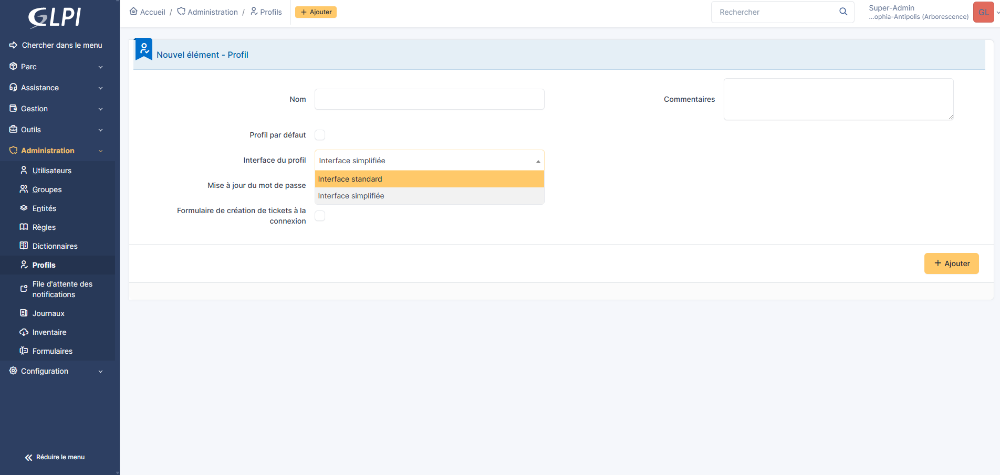 GLPI
Chercher dans le menu
Parc
Assistance
Gestion
Outils
Administration
Utilisateurs
Groupes
Entités
Règles
Dictionnaires
Profils
File d'attente des
notifications
Journaux
Inventaire
Formulaires
Configuration
Réduire le menu
Accueil / Administration / Profils
+ Ajouter
Rechercher
Super-Admin
...ophia-Antipolis (Arborescence)
GL
Nouvel élément - Profil
Nom
Commentaires
Profil par défaut
Interface du profil
Interface simplifiée
Interface standard
Interface simplifiée
Mise à jour du mot de passe
Formulaire de création de tickets à la
connexion
+ Ajouter